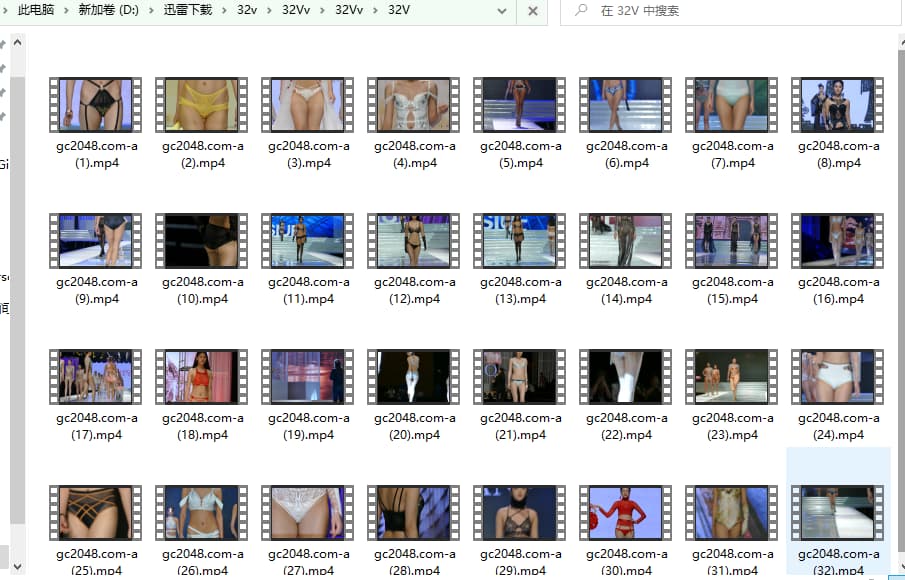 此电脑 > 新加卷 (D:) > 迅雷下载 > 32v > 32Vv > 32Vv > 32V
在 32V 中搜索
gc2048.com-a (1).mp4
gc2048.com-a (2).mp4
gc2048.com-a (3).mp4
gc2048.com-a (4).mp4
gc2048.com-a (5).mp4
gc2048.com-a (6).mp4
gc2048.com-a (7).mp4
gc2048.com-a (8).mp4
gc2048.com-a (9).mp4
gc2048.com-a (10).mp4
gc2048.com-a (11).mp4
gc2048.com-a (12).mp4
gc2048.com-a (13).mp4
gc2048.com-a (14).mp4
gc2048.com-a (15).mp4
gc2048.com-a (16).mp4
gc2048.com-a (17).mp4
gc2048.com-a (18).mp4
gc2048.com-a (19).mp4
gc2048.com-a (20).mp4
gc2048.com-a (21).mp4
gc2048.com-a (22).mp4
gc2048.com-a (23).mp4
gc2048.com-a (24).mp4
gc2048.com-a (25).mp4
gc2048.com-a (26).mp4
gc2048.com-a (27).mp4
gc2048.com-a (28).mp4
gc2048.com-a (29).mp4
gc2048.com-a (30).mp4
gc2048.com-a (31).mp4
gc2048.com-a (32).mp4